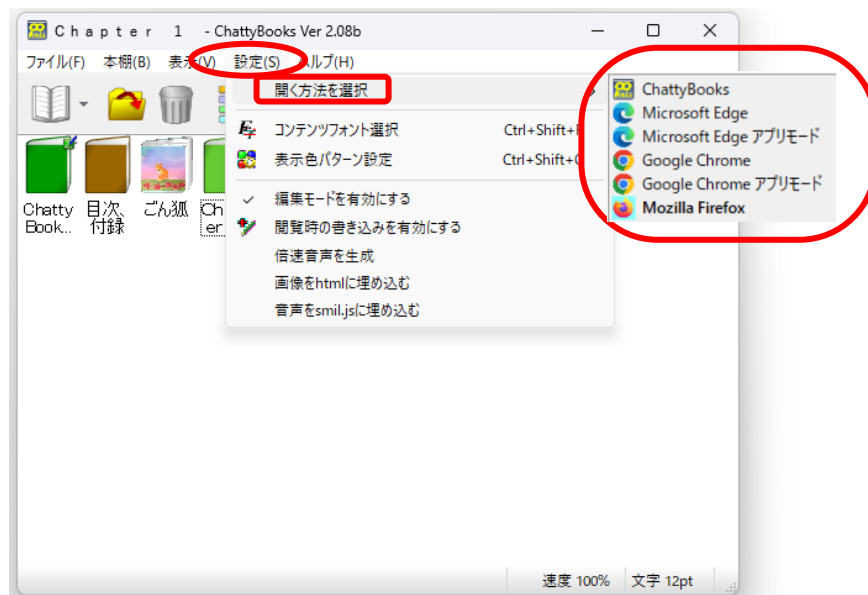 Ｃｈａｐｔｅｒ　１　- ChattyBooks Ver 2.08b
ファイル(F) 本棚(B) 表示(V) 設定(S) ヘルプ(H)
開く方法を選択
コンテンツフォント選択 Ctrl+Shift+F
表示色パターン設定 Ctrl+Shift+C
編集モードを有効にする
閲覧時の書き込みを有効にする
倍速音声を生成
画像をhtmlに埋め込む
音声をsmil.jsに埋め込む
ChattyBooks
Microsoft Edge
Microsoft Edge アプリモード
Google Chrome
Google Chrome アプリモード
Mozilla Firefox
Chatty
Book...
目次、
付録
ごん狐
Ch
er
速度 100% 文字 12pt